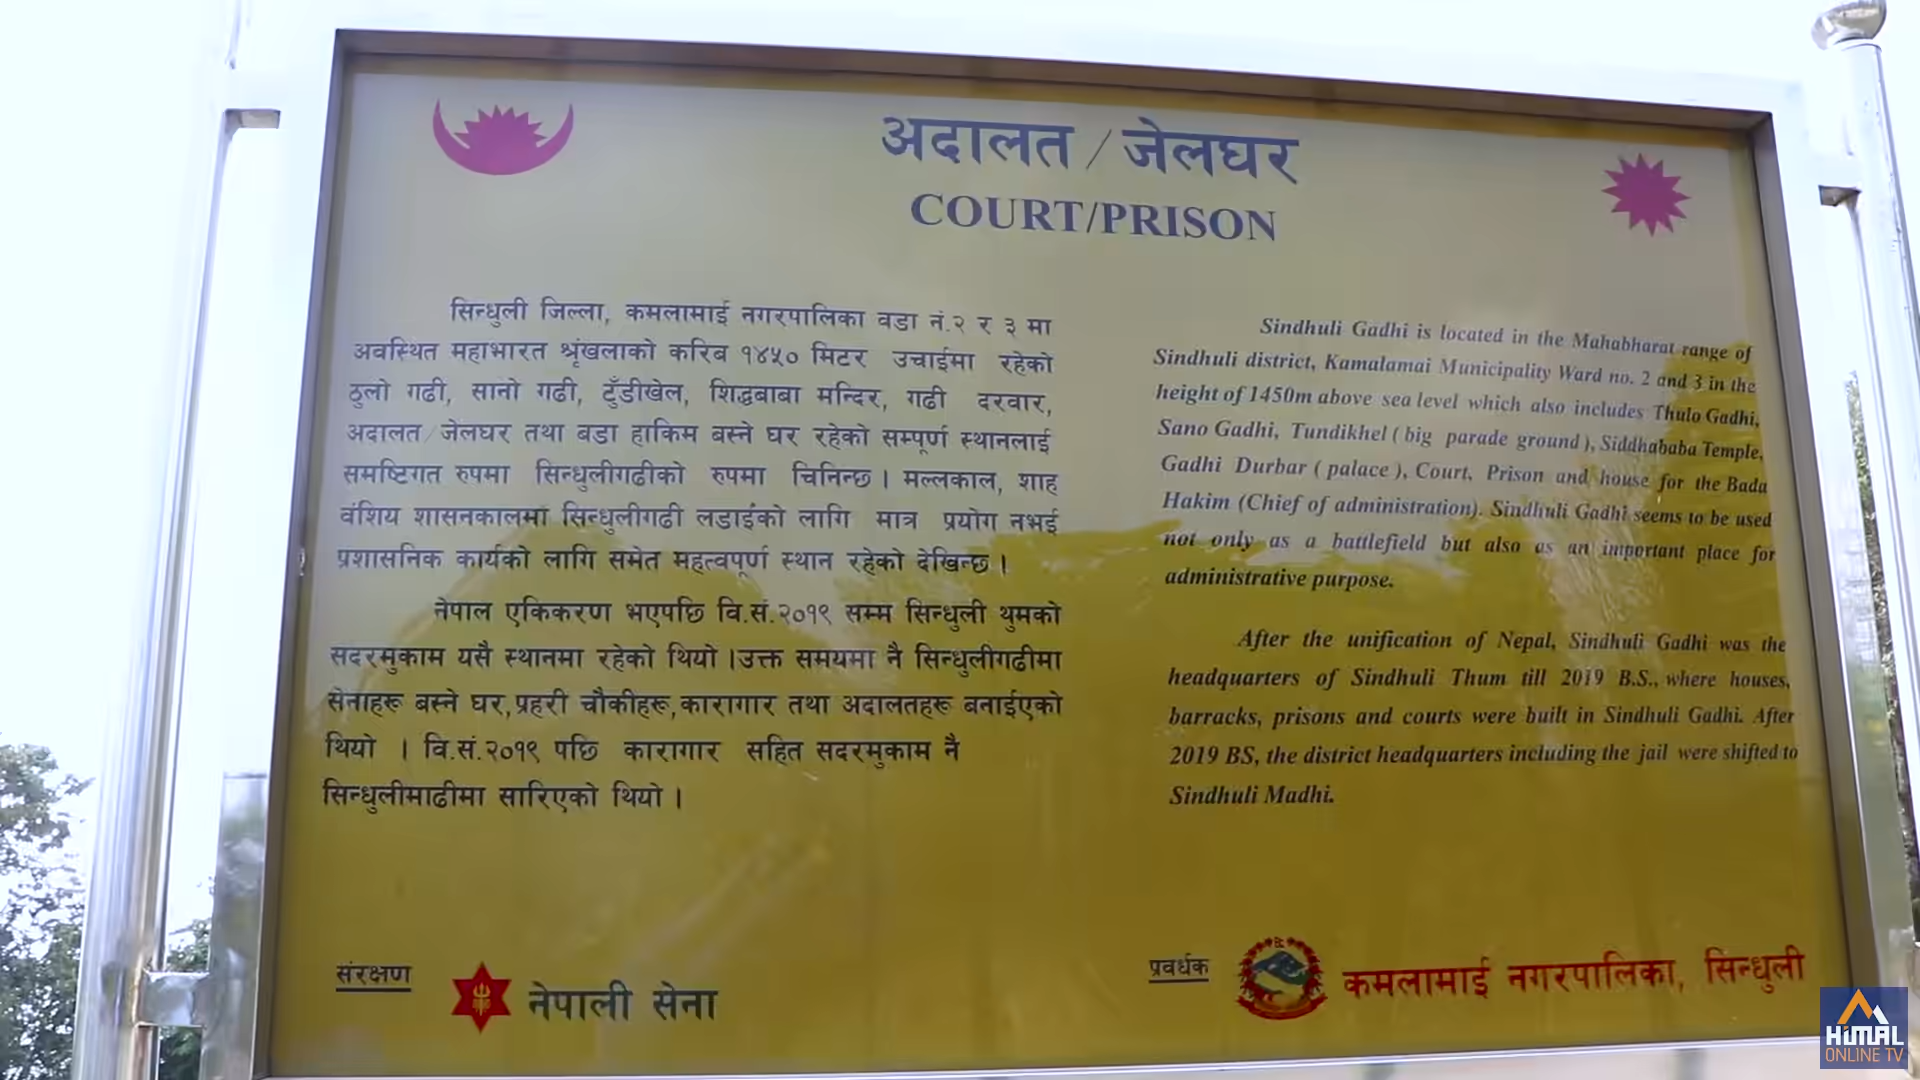 अदालत / जेलघर
COURT/PRISON
सिन्धुली जिल्ला, कमलामाई नगरपालिका वडा नं.२ र ३ मा
अवस्थित महाभारत श्रृंखलाको करिब १४५० मिटर उचाईमा रहेको
ठुलो गढी, सानो गढी, टुँडीखेल, शिद्धबाबा मन्दिर, गढी दरवार,
अदालत/जेलघर तथा बडा हाकिम बस्ने घर रहेको सम्पूर्ण स्थानलाई
समष्टिगत रुपमा सिन्धुलीगढीको रुपमा चिनिन्छ । मल्लकाल, शाह
वंशिय शासनकालमा सिन्धुलीगढी लडाईंको लागि मात्र प्रयोग नभई
प्रशासनिक कार्यको लागि समेत महत्वपूर्ण स्थान रहेको देखिन्छ ।
नेपाल एकिकरण भएपछि वि.सं.२०१९ सम्म सिन्धुली थुमको
सदरमुकाम यसै स्थानमा रहेको थियो ।उक्त समयमा नै सिन्धुलीगढीमा
सेनाहरू बस्ने घर,प्रहरी चौकीहरू,कारागार तथा अदालतहरू बनाईएको
थियो । वि.सं.२०१९ पछि कारागार सहित सदरमुकाम नै
सिन्धुलीमाढीमा सारिएको थियो ।
Sindhuli Gadhi is located in the Mahabharat range of
Sindhuli district, Kamalamai Municipality Ward no. 2 and 3 in the
height of 1450m above sea level which also includes Thulo Gadhi,
Sano Gadhi, Tundikhel ( big parade ground ), Siddhababa Temple,
Gadhi Durbar ( palace ), Court, Prison and house for the Bada
Hakim (Chief of administration). Sindhuli Gadhi seems to be used
not only as a battlefield but also as an important place for
administrative purpose.
After the unification of Nepal, Sindhuli Gadhi was the
headquarters of Sindhuli Thum till 2019 B.S., where houses,
barracks, prisons and courts were built in Sindhuli Gadhi. After
2019 BS, the district headquarters including the jail were shifted to
Sindhuli Madhi.
संरक्षण
नेपाली सेना
प्रवर्धक
कमलामाई नगरपालिका, सिन्धुली
HIMAL
ONLINE TV